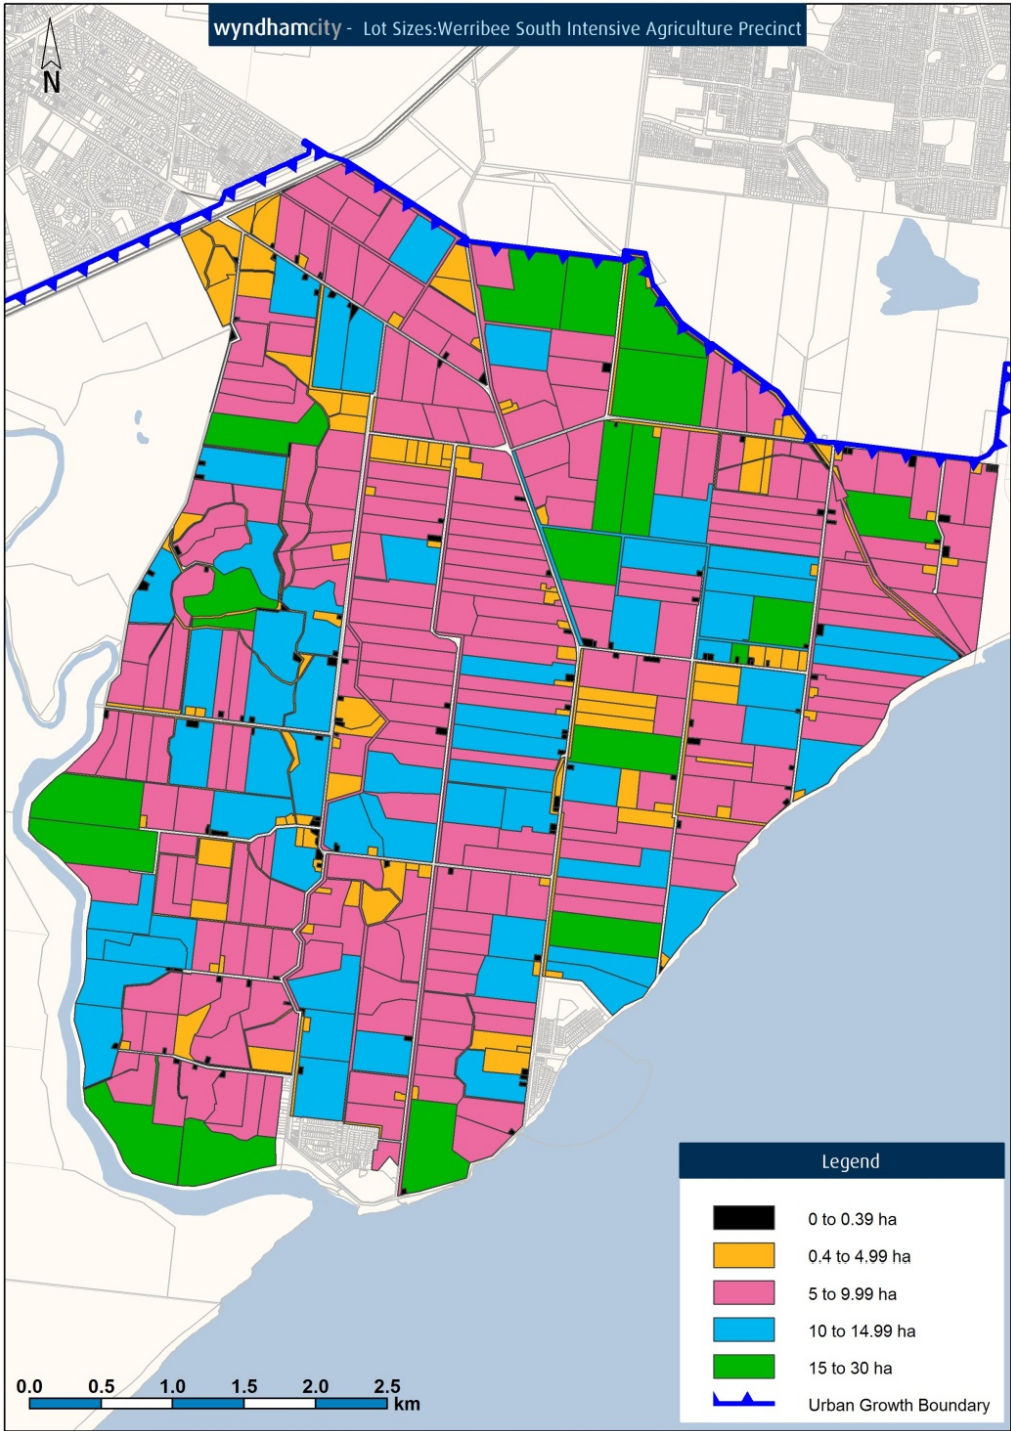 wyndhamcity - Lot Sizes:Werribee South Intensive Agriculture Precinct
N
Legend
0 to 0.39 ha
0.4 to 4.99 ha
5 to 9.99 ha
10 to 14.99 ha
15 to 30 ha
Urban Growth Boundary
0.0 0.5 1.0 1.5 2.0 2.5
km